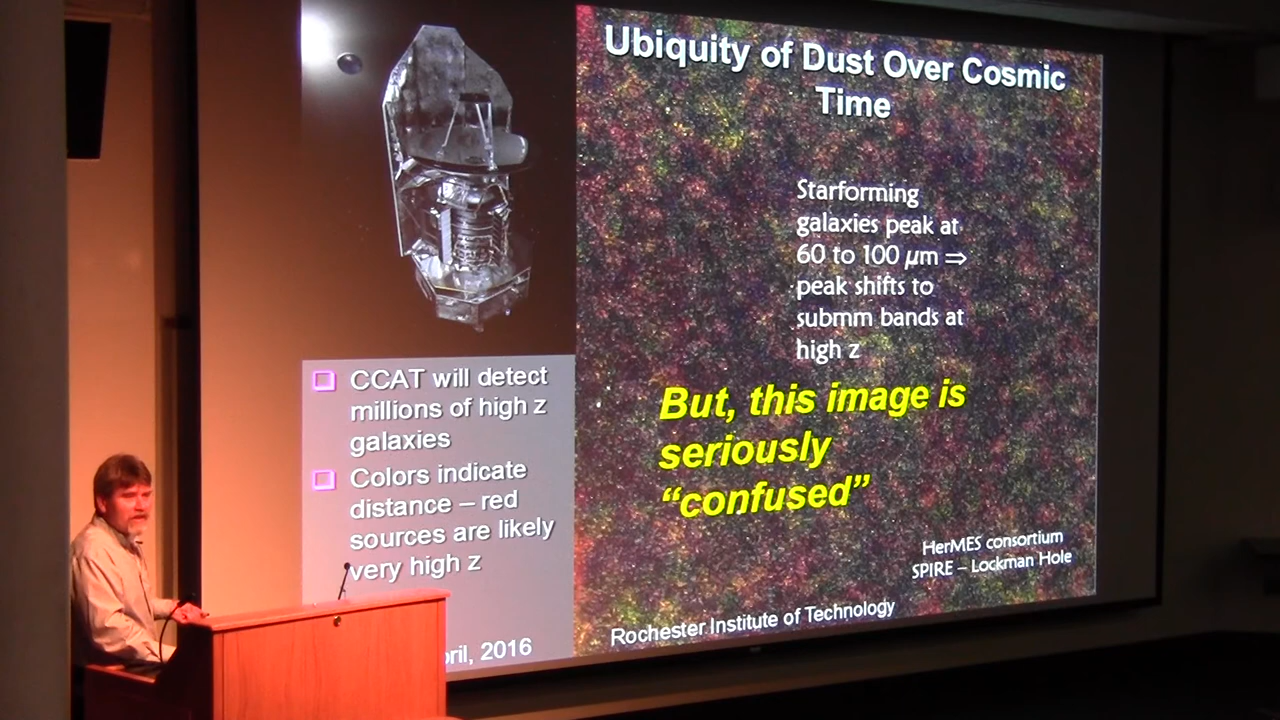 Ubiquity of Dust Over Cosmic
Time
Starforming
galaxies peak at
60 to 100 µm ⇒
peak shifts to
submm bands at
high z
But, this image is
seriously
“confused”
HerMES consortium
SPIRE – Lockman Hole
Rochester Institute of Technology
CCAT will detect
millions of high z
galaxies
Colors indicate
distance – red
sources are likely
very high z
ril, 2016